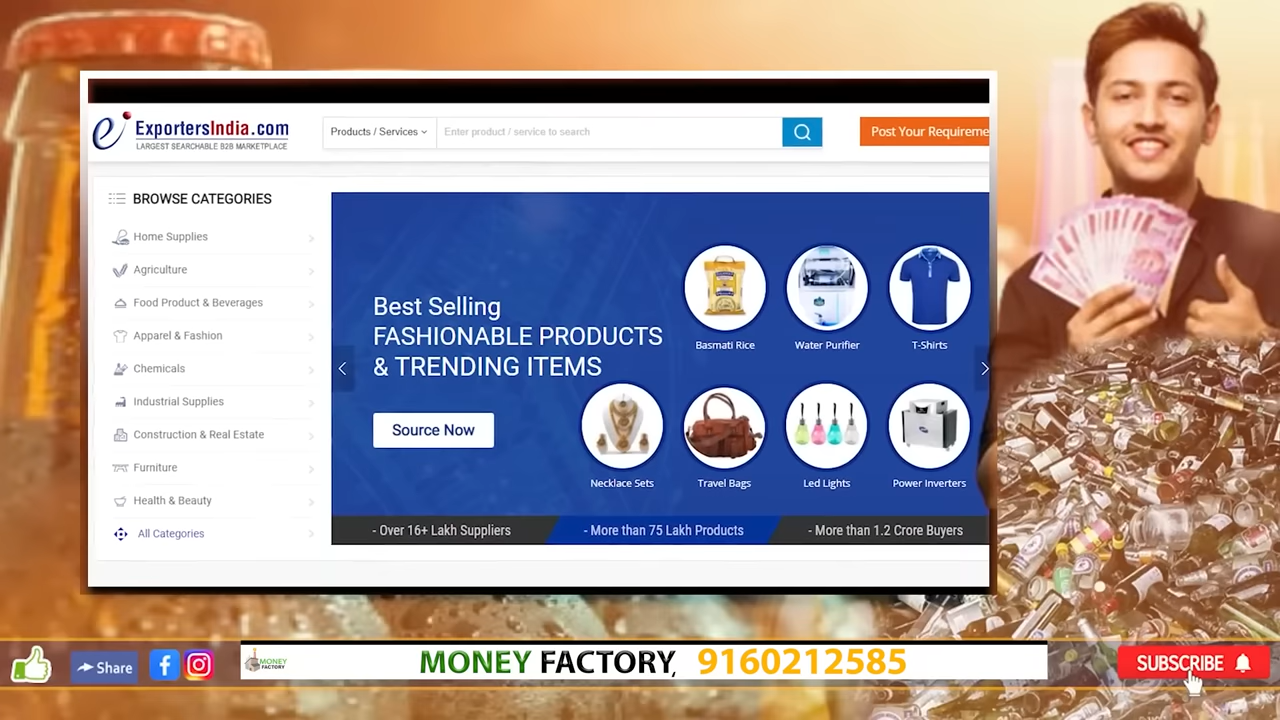 ExportersIndia.com
LARGEST SEARCHABLE B2B MARKETPLACE
Products / Services
Enter product / service to search
Post Your Requireme
BROWSE CATEGORIES
Home Supplies
Agriculture
Food Product & Beverages
Apparel & Fashion
Chemicals
Industrial Supplies
Construction & Real Estate
Furniture
Health & Beauty
All Categories
Best Selling
FASHIONABLE PRODUCTS
& TRENDING ITEMS
Source Now
Basmati Rice
Water Purifier
T-Shirts
Necklace Sets
Travel Bags
Led Lights
Power Inverters
- Over 16+ Lakh Suppliers
- More than 75 Lakh Products
- More than 1.2 Crore Buyers
Share
MONEY
FACTORY
MONEY FACTORY, 9160212585
SUBSCRIBE